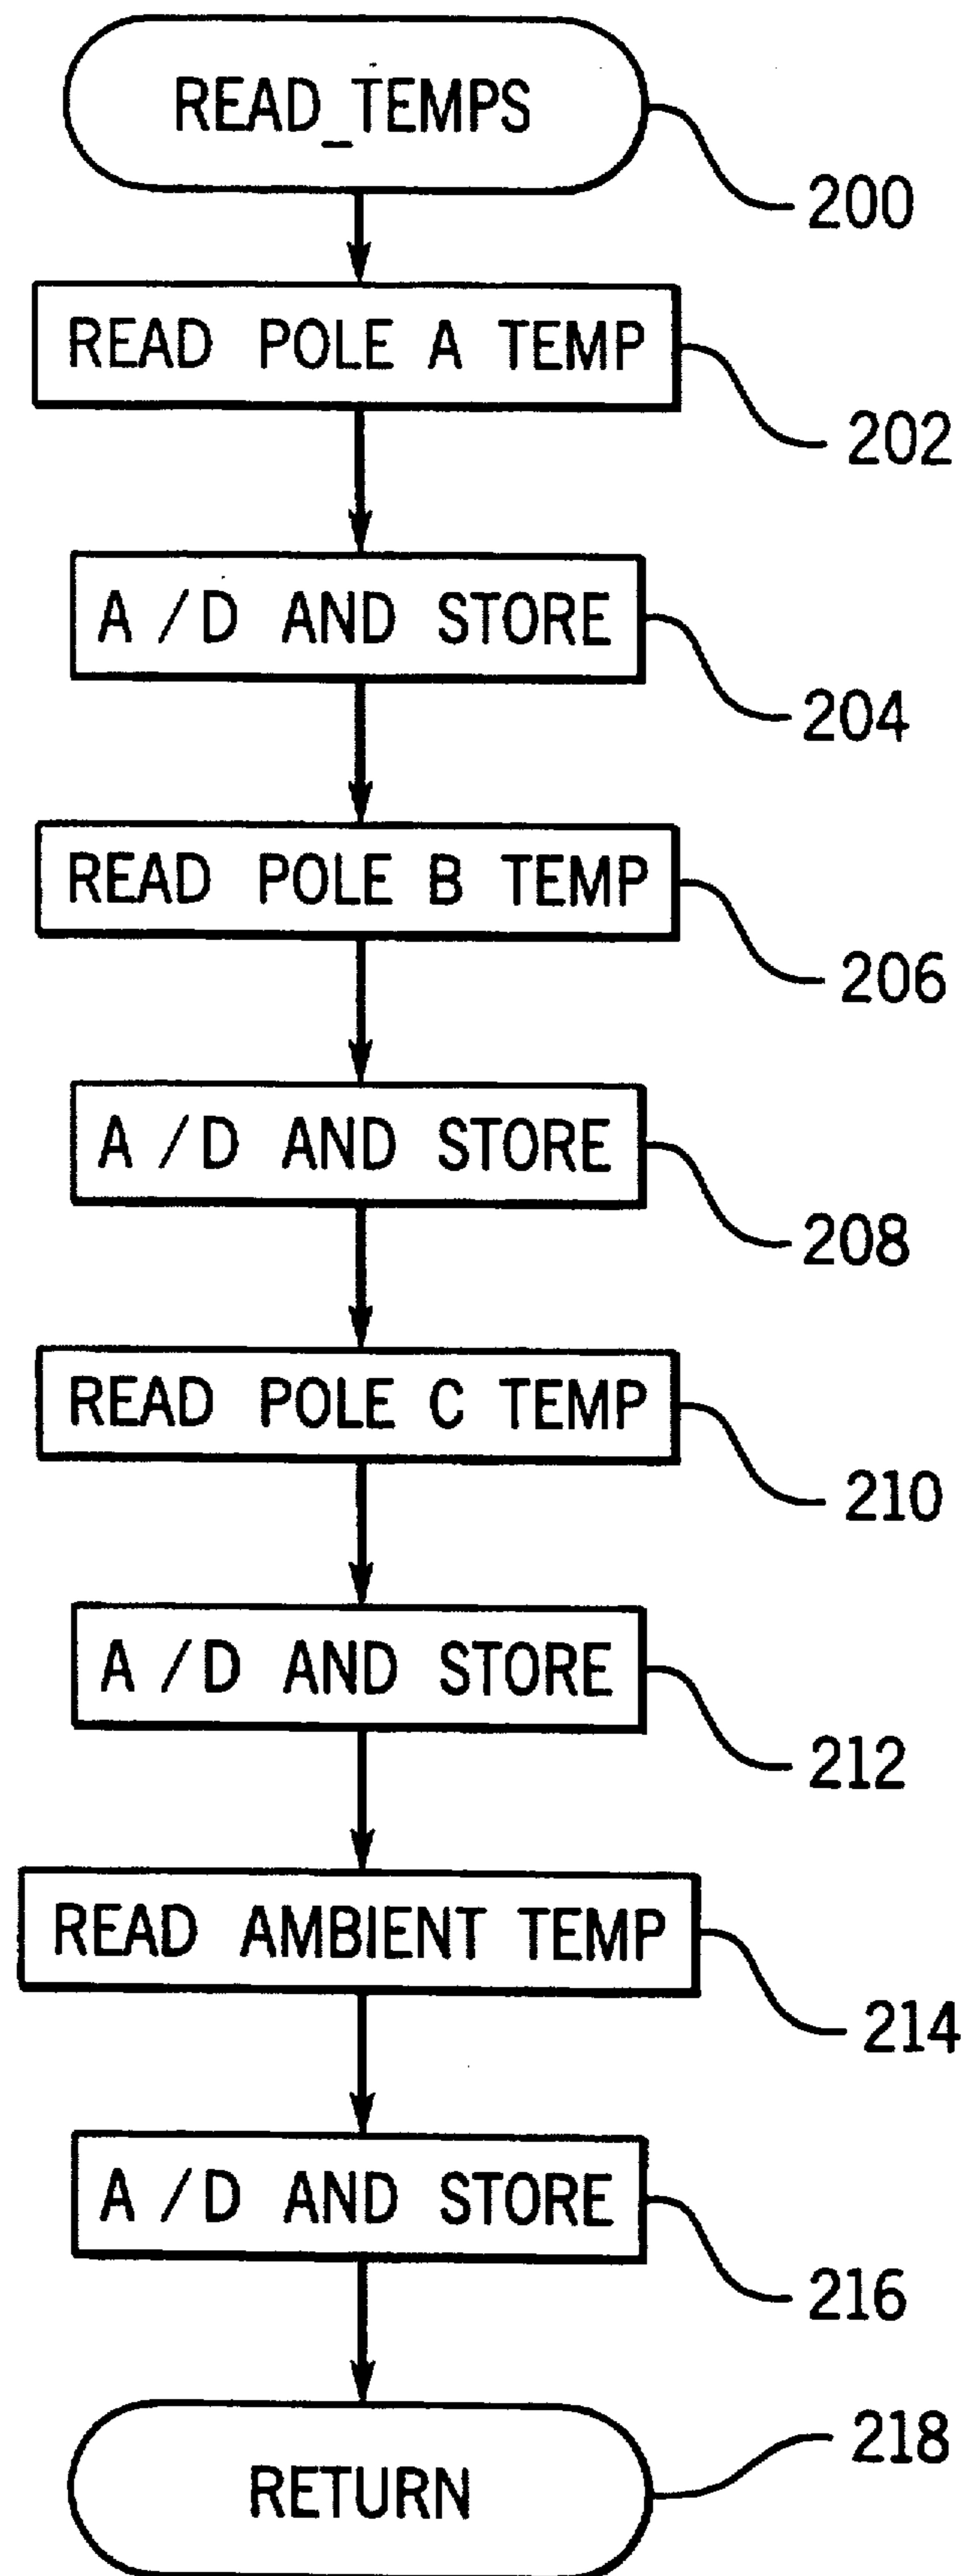 READ_TEMPS
200
READ POLE A TEMP
202
A/D AND STORE
204
READ POLE B TEMP
206
A/D AND STORE
208
READ POLE C TEMP
210
A/D AND STORE
212
READ AMBIENT TEMP
214
A/D AND STORE
216
218
RETURN